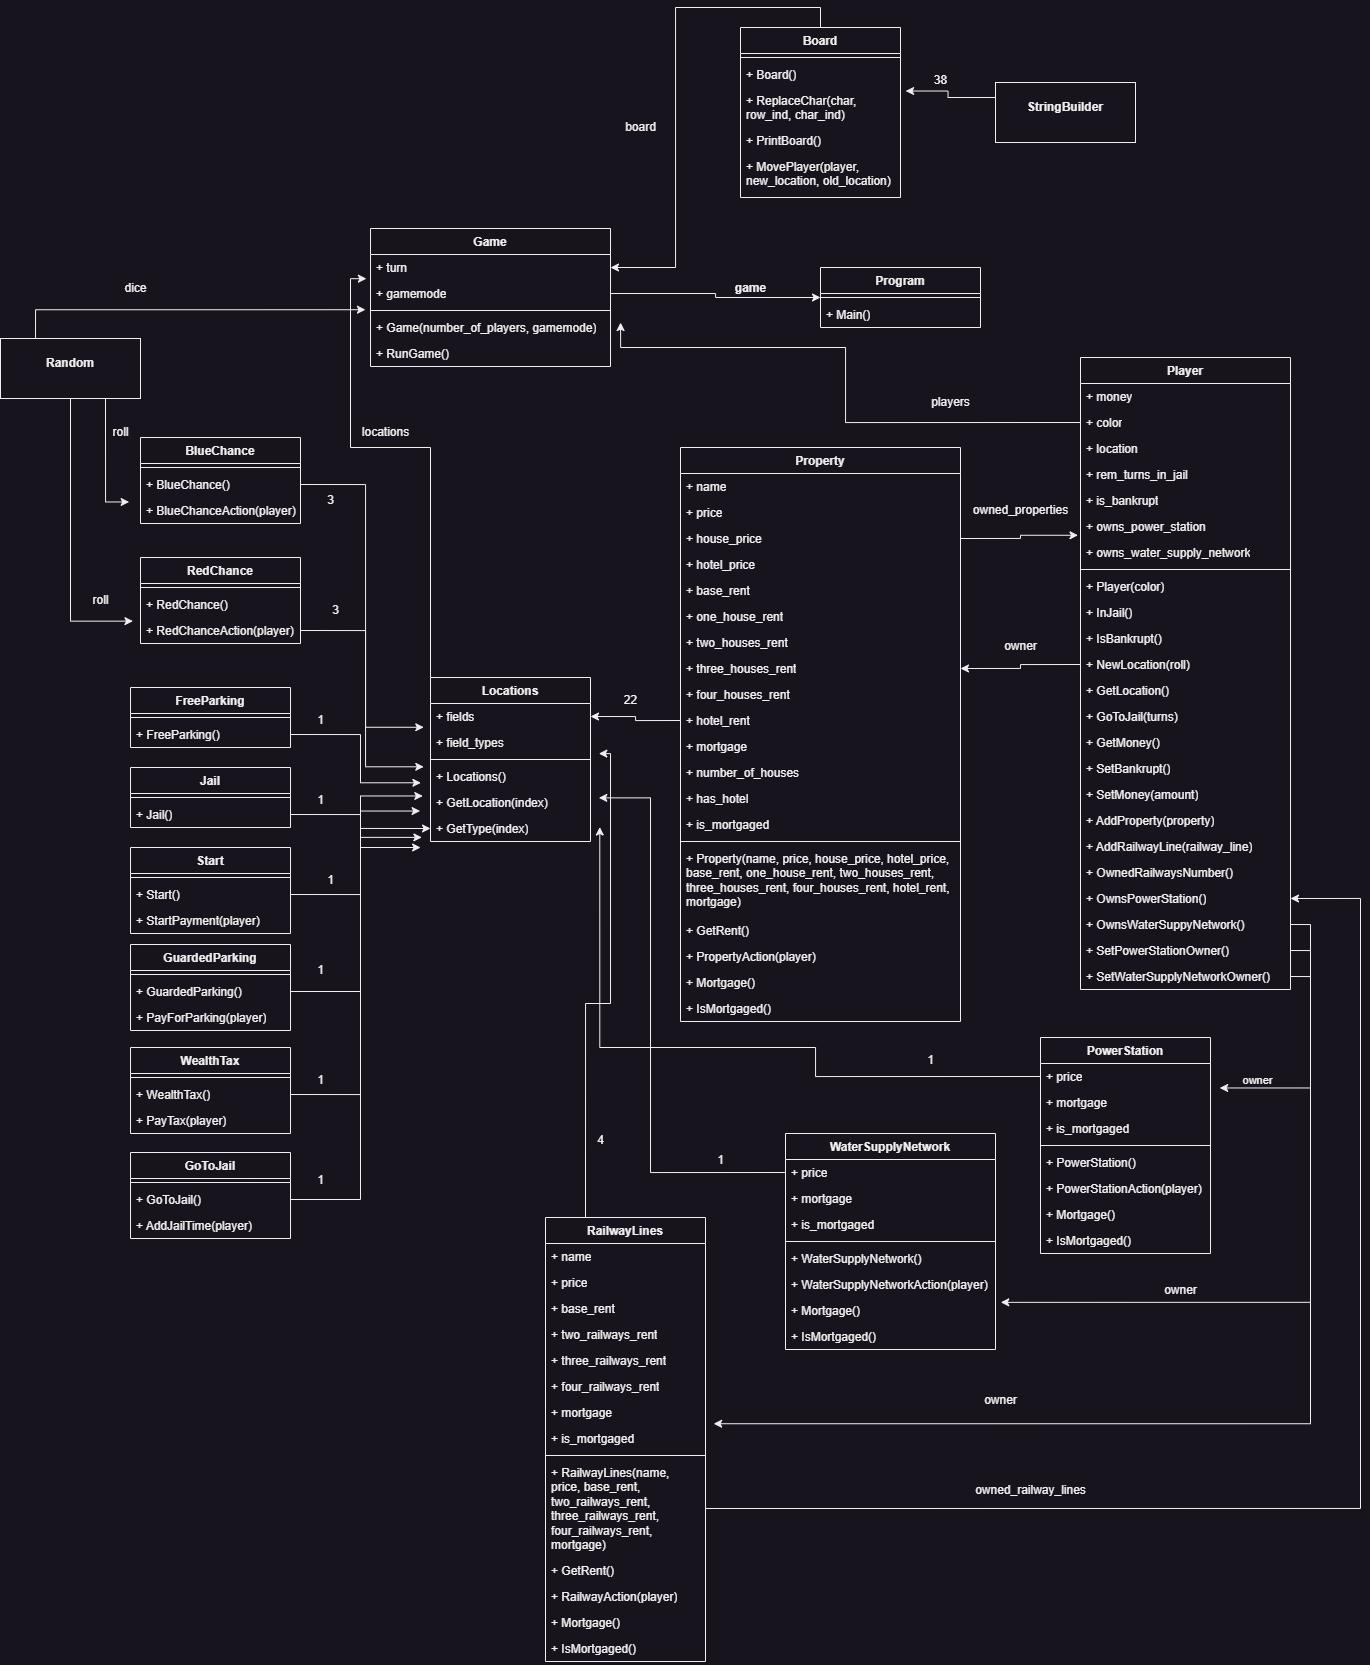 Board
+ Board()
+ ReplaceChar(char,
row_ind, char_ind)
+ PrintBoard()
+ MovePlayer(player,
new_location, old_location)
38
StringBuilder
board
Game
+ turn
+ gamemode
+ Game(number_of_players, gamemode)
+ RunGame()
game
Program
+ Main()
dice
Random
roll
roll
locations
players
BlueChance
+ BlueChance()
+ BlueChanceAction(player)
3
RedChance
+ RedChance()
+ RedChanceAction(player)
3
FreeParking
+ FreeParking()
1
Jail
+ Jail()
1
Start
+ Start()
+ StartPayment(player)
1
GuardedParking
+ GuardedParking()
+ PayForParking(player)
1
WealthTax
+ WealthTax()
+ PayTax(player)
1
GoToJail
+ GoToJail()
+ AddJailTime(player)
1
Locations
+ fields
+ field_types
+ Locations()
+ GetLocation(index)
+ GetType(index)
22
Property
+ name
+ price
+ house_price
+ hotel_price
+ base_rent
+ one_house_rent
+ two_houses_rent
+ three_houses_rent
+ four_houses_rent
+ hotel_rent
+ mortgage
+ number_of_houses
+ has_hotel
+ is_mortgaged
+ Property(name, price, house_price, hotel_price,
base_rent, one_house_rent, two_houses_rent,
three_houses_rent, four_houses_rent, hotel_rent,
mortgage)
+ GetRent()
+ PropertyAction(player)
+ Mortgage()
+ IsMortgaged()
owned_properties
owner
Player
+ money
+ color
+ location
+ rem_turns_in_jail
+ is_bankrupt
+ owns_power_station
+ owns_water_supply_network
+ Player(color)
+ InJail()
+ IsBankrupt()
+ NewLocation(roll)
+ GetLocation()
+ GoToJail(turns)
+ GetMoney()
+ SetBankrupt()
+ SetMoney(amount)
+ AddProperty(property)
+ AddRailwayLine(railway_line)
+ OwnedRailwaysNumber()
+ OwnsPowerStation()
+ OwnsWaterSuppyNetwork()
+ SetPowerStationOwner()
+ SetWaterSupplyNetworkOwner()
1
PowerStation
+ price
+ mortgage
+ is_mortgaged
+ PowerStation()
+ PowerStationAction(player)
+ Mortgage()
+ IsMortgaged()
owner
1
WaterSupplyNetwork
+ price
+ mortgage
+ is_mortgaged
+ WaterSupplyNetwork()
+ WaterSupplyNetworkAction(player)
+ Mortgage()
+ IsMortgaged()
owner
4
RailwayLines
+ name
+ price
+ base_rent
+ two_railways_rent
+ three_railways_rent
+ four_railways_rent
+ mortgage
+ is_mortgaged
+ RailwayLines(name,
price, base_rent,
two_railways_rent,
three_railways_rent,
four_railways_rent,
mortgage)
+ GetRent()
+ RailwayAction(player)
+ Mortgage()
+ IsMortgaged()
owner
owned_railway_lines